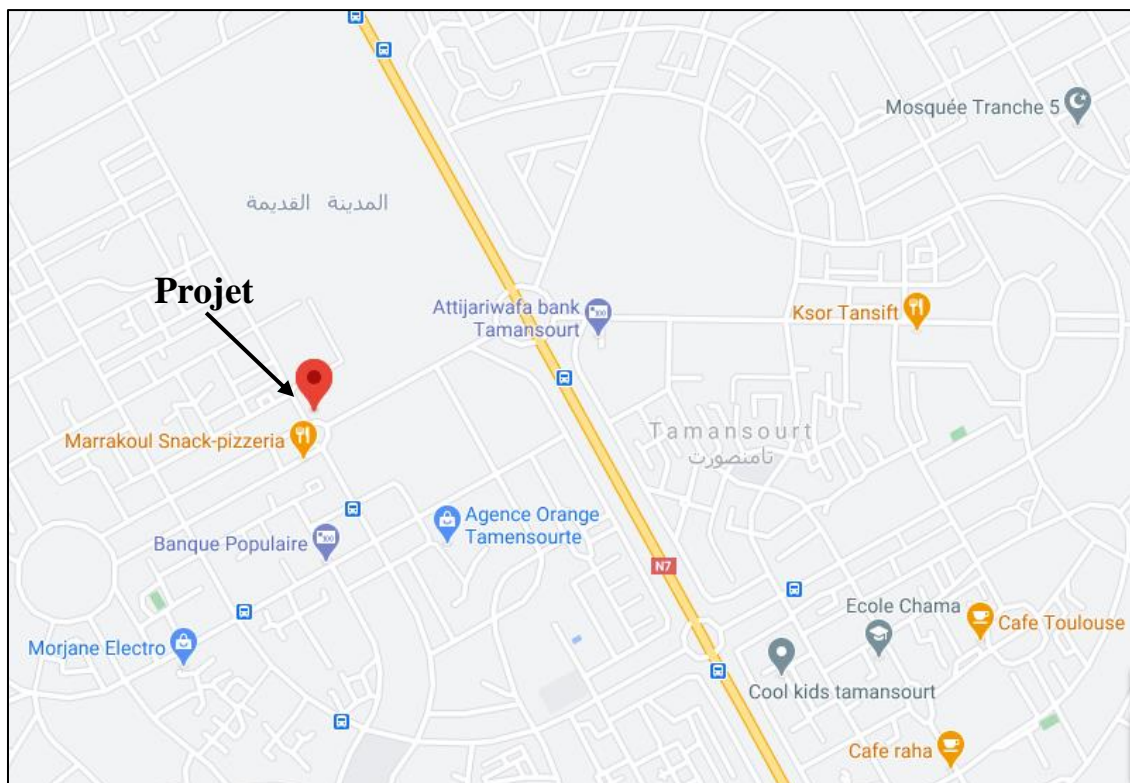 Mosquée Tranche 5
المدينة القديمة
Projet
Attijariwafa bank
Tamansourt
Ksor Tansift
Marrakoul Snack-pizzeria
Tamansourt
تامنصورت
Agence Orange
Tamensourte
Banque Populaire
N7
Ecole Chama
Cafe Toulouse
Morjane Electro
Cool kids tamansourt
Cafe raha